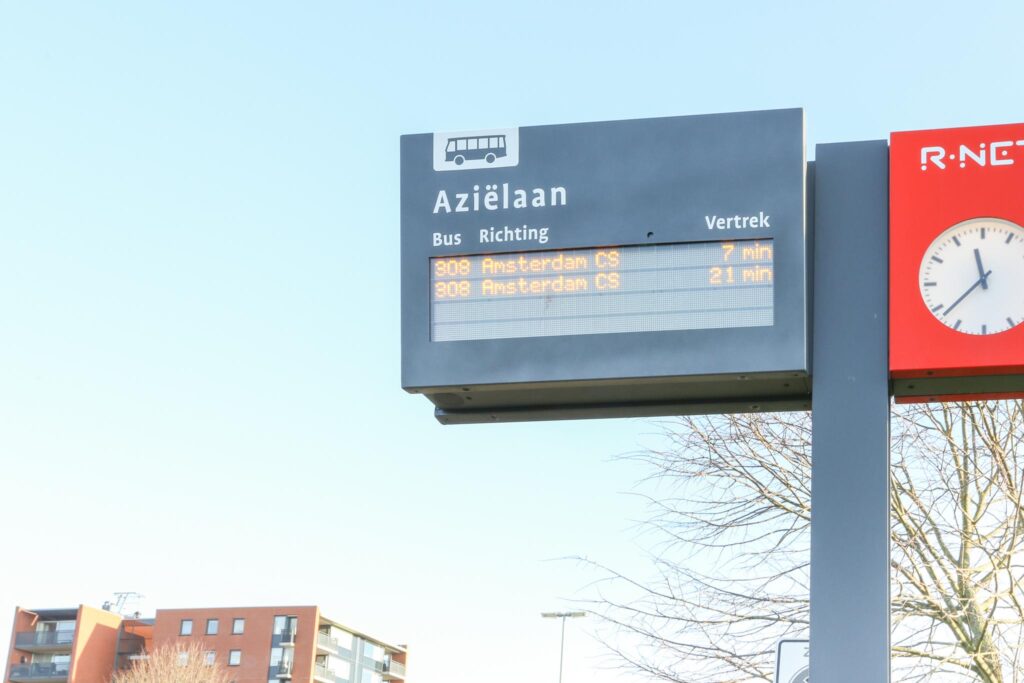 Aziëlaan
Bus Richting Vertrek
308 Amsterdam CS 7 min
308 Amsterdam CS 21 min
R·NET